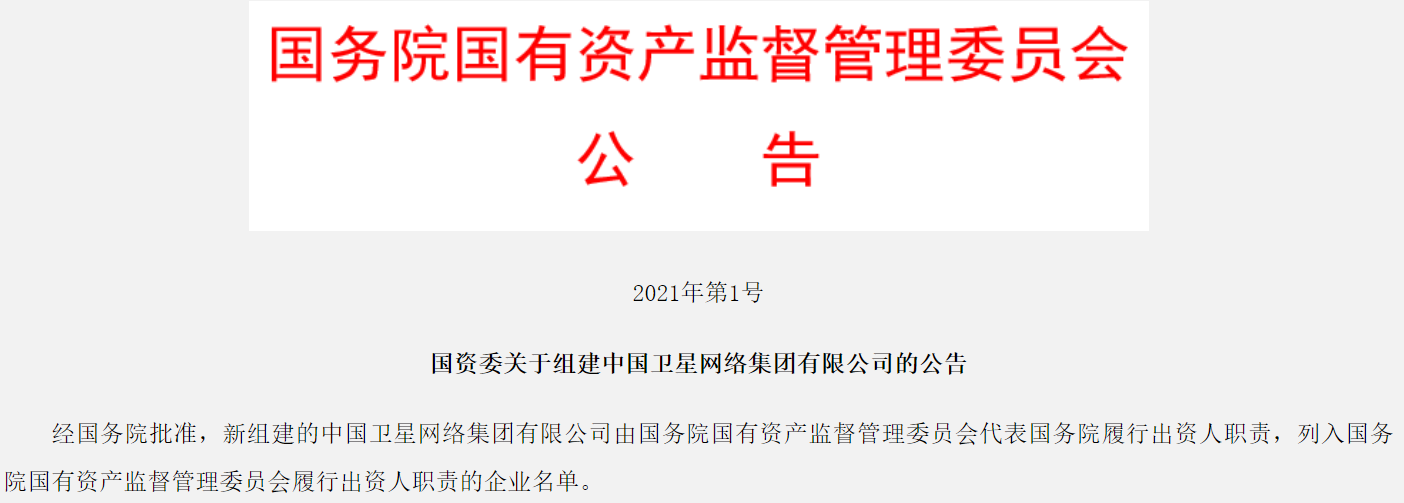 国务院国有资产监督管理委员会
公 告
2021年第1号
国资委关于组建中国卫星网络集团有限公司的公告
经国务院批准，新组建的中国卫星网络集团有限公司由国务院国有资产监督管理委员会代表国务院履行出资人职责，列入国务
院国有资产监督管理委员会履行出资人职责的企业名单。